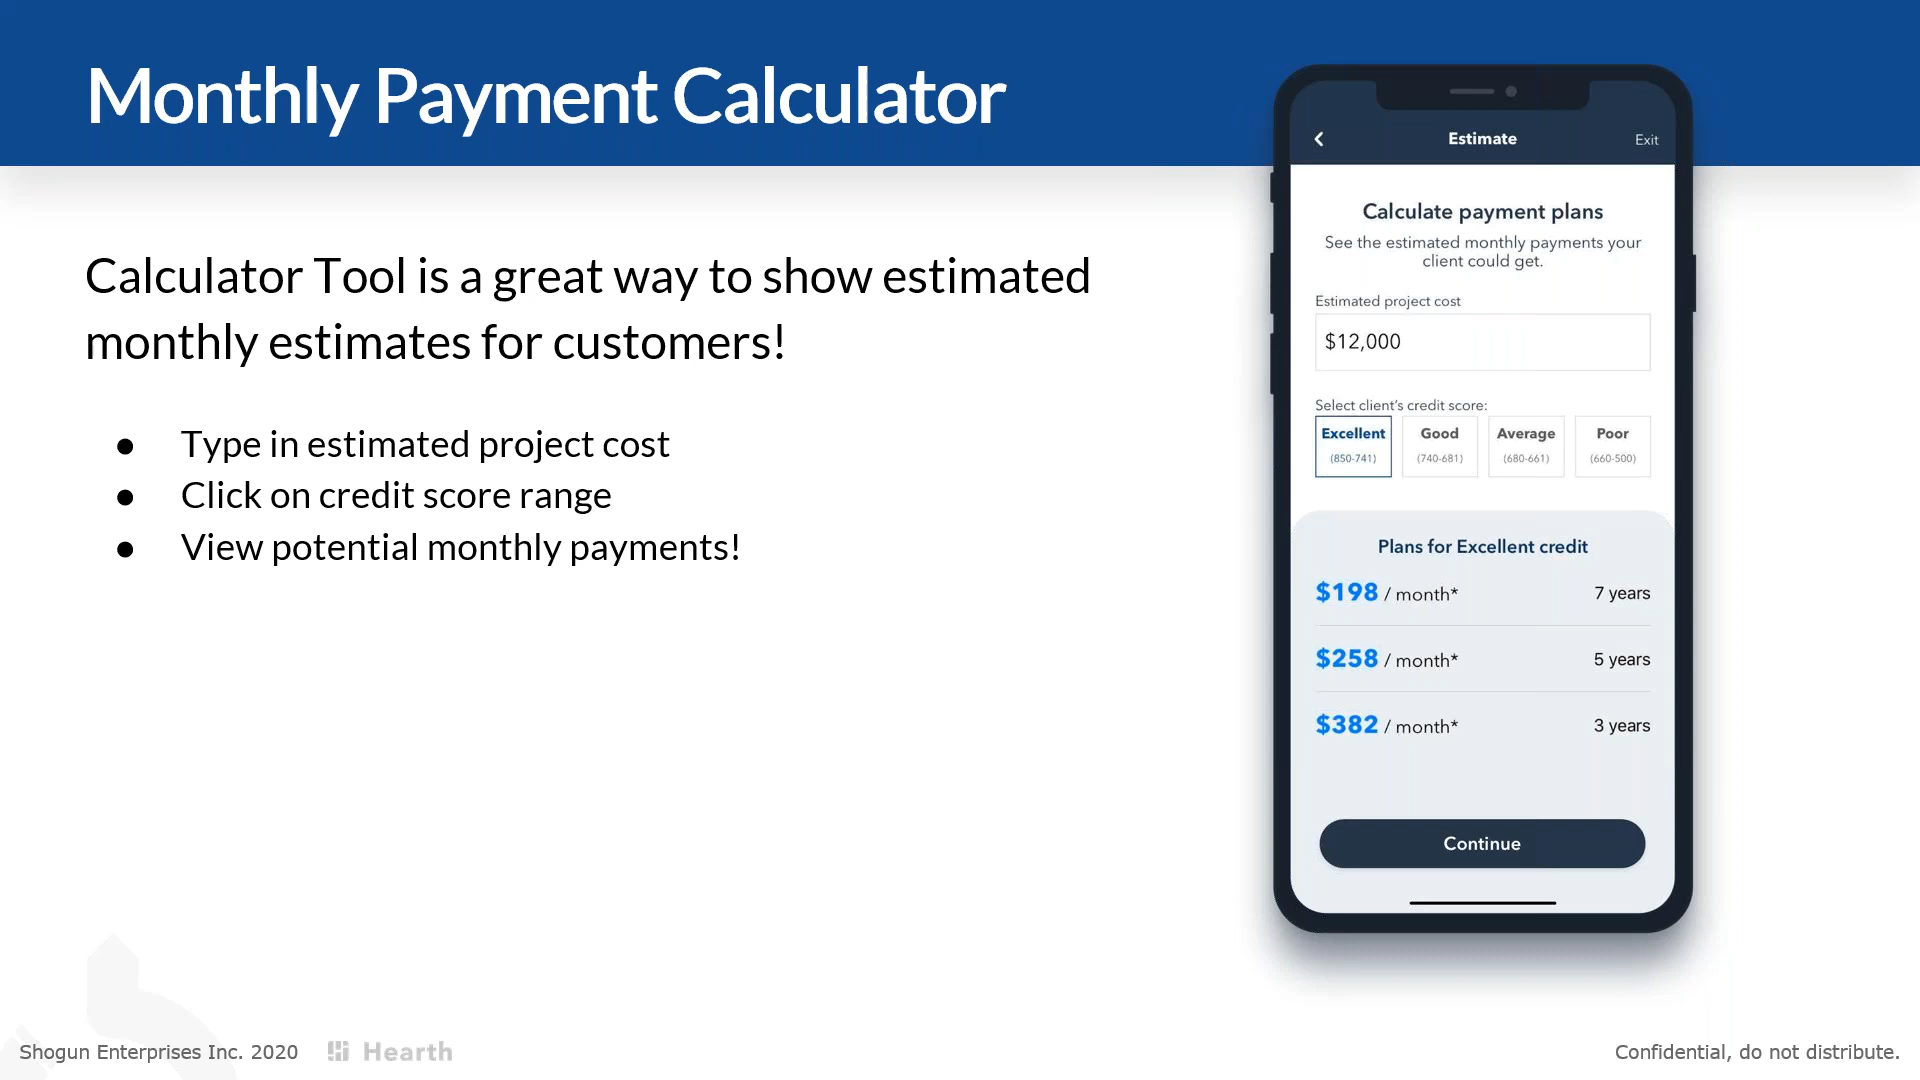 Monthly Payment Calculator
Calculator Tool is a great way to show estimated
monthly estimates for customers!
● Type in estimated project cost
● Click on credit score range
● View potential monthly payments!
Estimate Exit
Calculate payment plans
See the estimated monthly payments your
client could get.
Estimated project cost
$12,000
Select client's credit score:
Excellent Good Average Poor
(850-741) (740-681) (680-661) (660-500)
Plans for Excellent credit
$198 / month* 7 years
$258 / month* 5 years
$382 / month* 3 years
Continue
Shogun Enterprises Inc. 2020 Hearth Confidential, do not distribute.